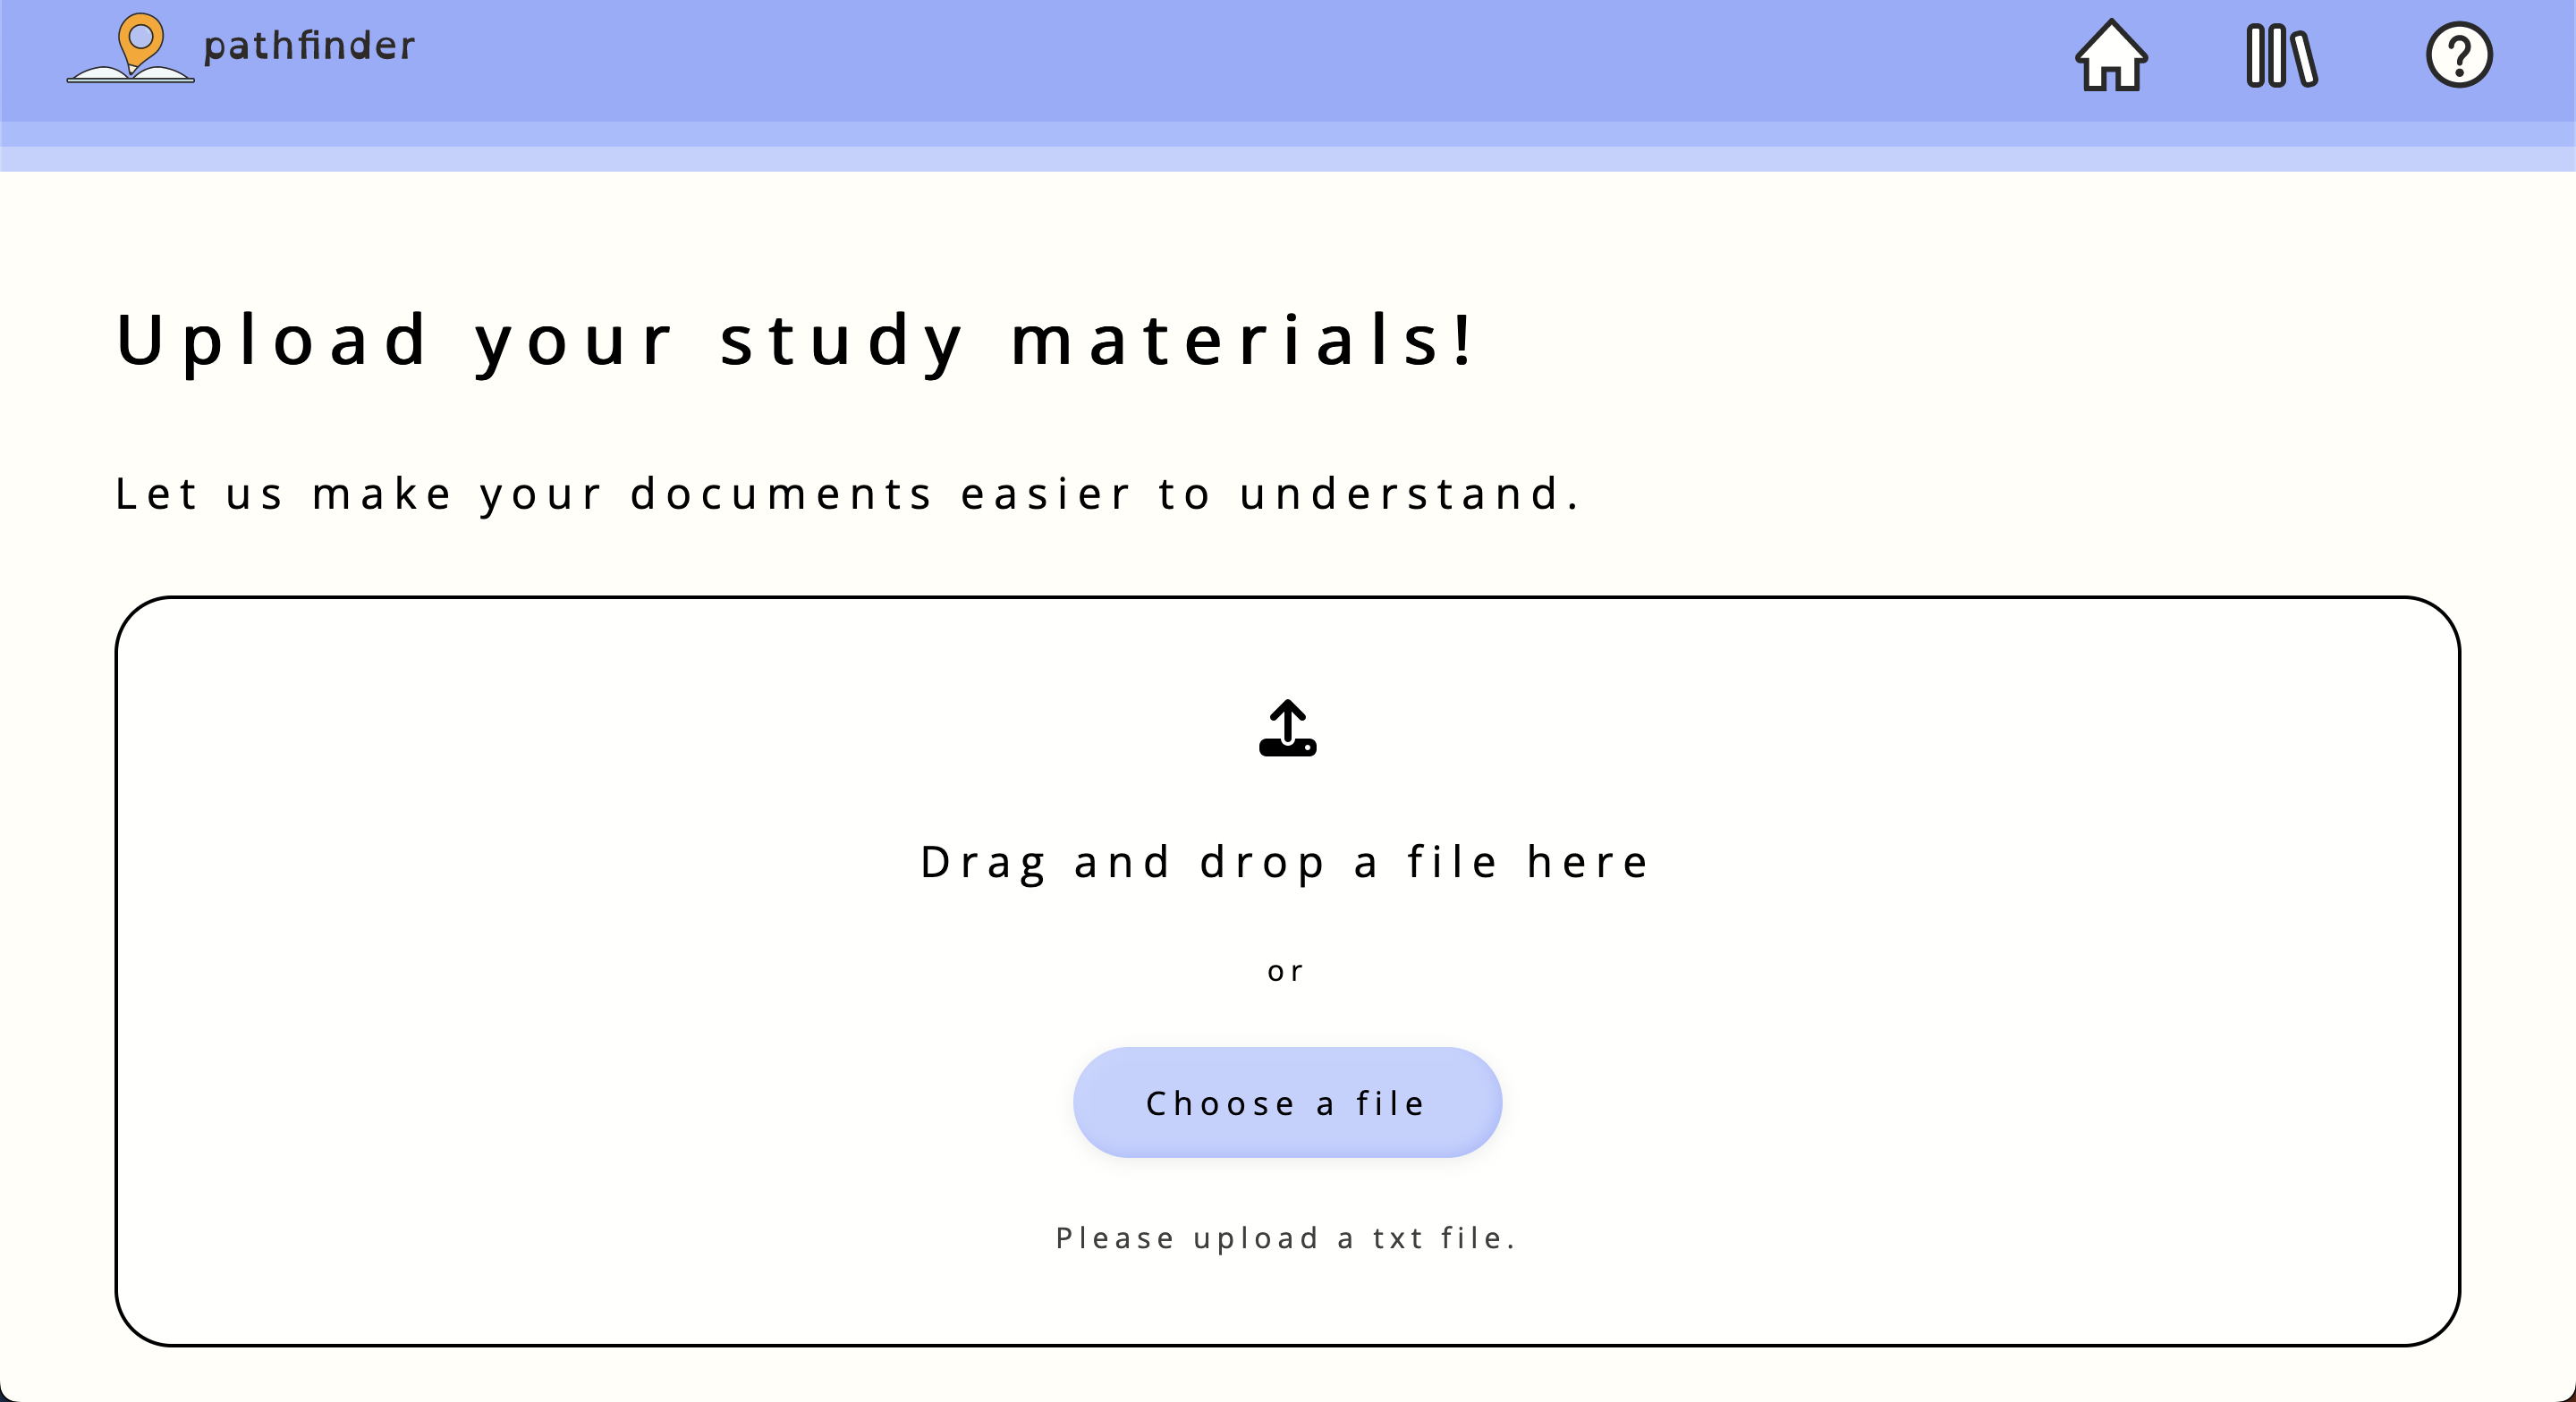 pathfinder
Upload your study materials!
Let us make your documents easier to understand.
Drag and drop a file here
or
Choose a file
Please upload a txt file.